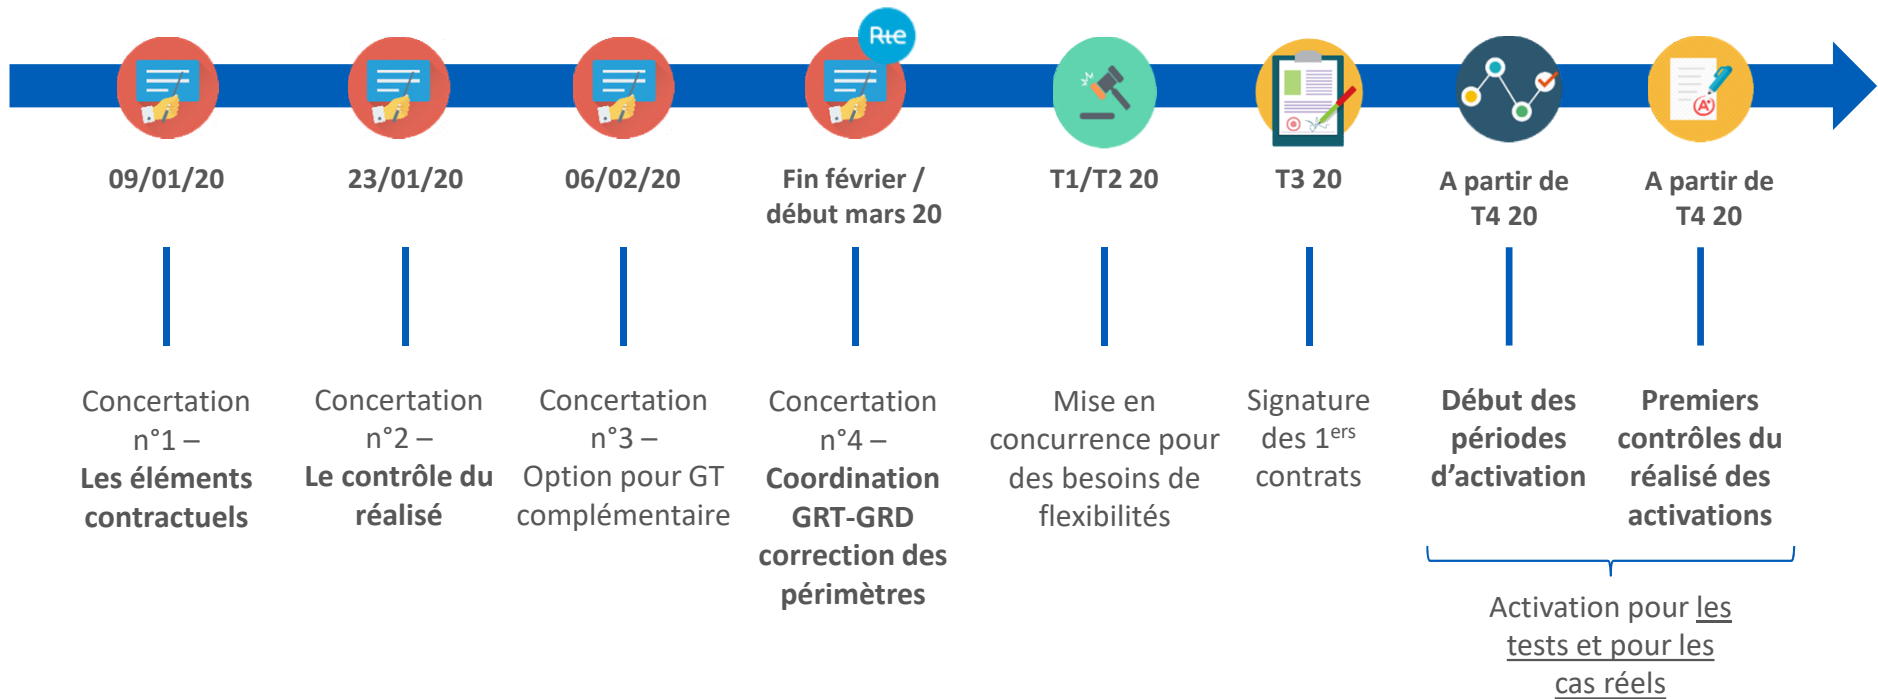 Rte
09/01/20
23/01/20
06/02/20
Fin février /
début mars 20
T1/T2 20
T3 20
A partir de
T4 20
A partir de
T4 20
Concertation
n°1 –
Les éléments
contractuels
Concertation
n°2 –
Le contrôle du
réalisé
Concertation
n°3 –
Option pour GT
complémentaire
Concertation
n°4 –
Coordination
GRT-GRD
correction des
périmètres
Mise en
concurrence pour
des besoins de
flexibilités
Signature
des 1ers
contrats
Début des
périodes
d’activation
Premiers
contrôles du
réalisé des
activations
Activation pour les
tests et pour les
cas réels